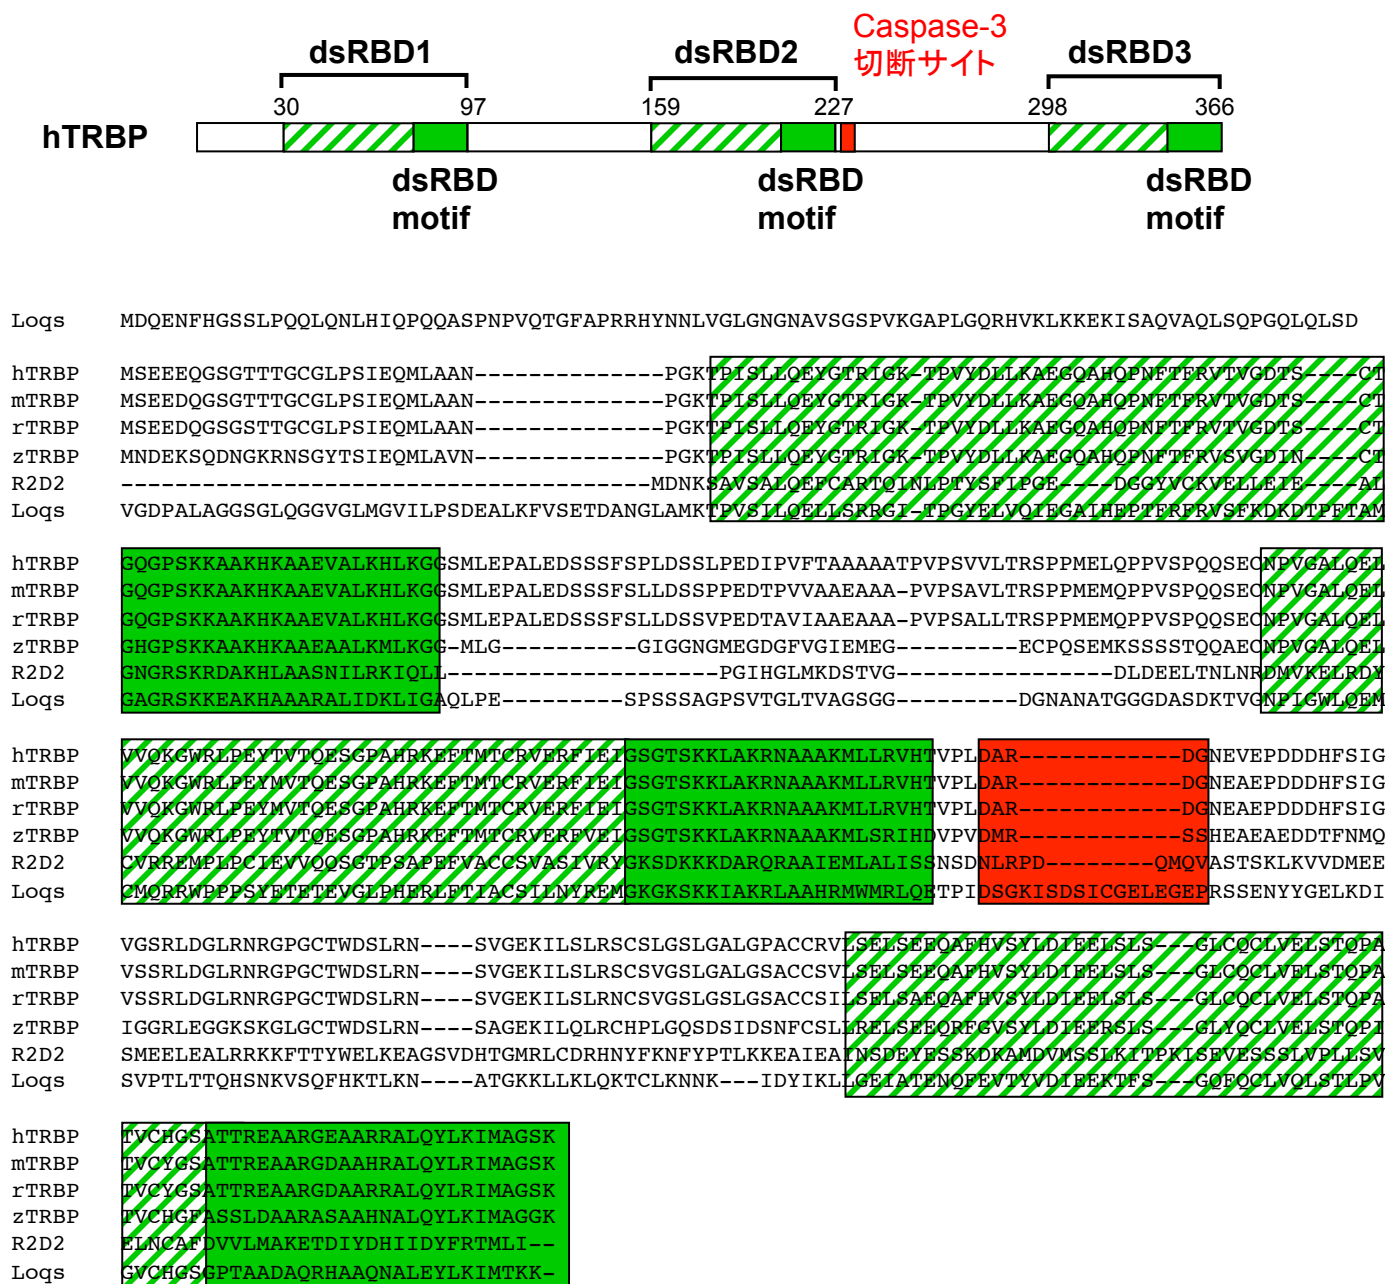 Caspase-3
切断サイト
dsRBD1
dsRBD2
dsRBD3
30 97 159 227 298 366
hTRBP
dsRBD motif
dsRBD motif
dsRBD motif
Loqs MDQENFHGSSLPQQLQNLHIQPQQASPNPVQTGFAPRRHYNNLVGLGNGNAVSGSPVKGAPLGQRHVKLKKEKISAQVAQLSQPGQLQLSD
hTRBP MSEEEQGSGTTTGCGLPSIEQMLAAN--------------PGKTPISLLQEYGTRIGK-TPVYDLLKAEGQAHQPNFTFRVTVGDTS----CT
mTRBP MSEEDQGSGTTTGCGLPSIEQMLAAN--------------PGKTPISLLQEYGTRIGK-TPVYDLLKAEGQAHQPNFTFRVTVGDTS----CT
rTRBP MSEEDQGSGSTTGCGLPSIEQMLAAN--------------PGKTPISLLQEYGTRIGK-TPVYDLLKAEGQAHQPNFTFRVTVGDTS----CT
zTRBP MNDEKSQDNGKRNSGYTSIEQMLAVN--------------PGKTPISLLQEYGTRIGK-TPVYDLLKAEGQAHQPNFTFRVSVGDIN----CT
R2D2 -----------------------------------MDNKSAVSALQEFCARTQINLPTYSFIPGE----DGGYVCKVELLEIE----AL
Loqs VGDPALAGGSGLQGGVGLMGVILPSDEALKFVSETDANGLAMKTPVSILQELLSRRGI-TPGYELVQIEGAIHEPTFRFRVSFKDKDTPFTAM
hTRBP GQGPSKKAAKHKAAEVALKHLKGGSMLEPALEDSSSFSPLDSSLPEDIPVFTAAAAATPVPSVVLTRSPPMELQPPVSPQQSECNPVGALQEL
mTRBP GQGPSKKAAKHKAAEVALKHLKGGSMLEPALEDSSSFSLLDSSPPEDTPVVAAEAAA-PVPSAVLTRSPPMEMQPPVSPQQSECNPVGALQEL
rTRBP GQGPSKKAAKHKAAEVALKHLKGGSMLEPALEDSSSFSLLDSSVPEDTAVIAAEAAA-PVPSALLTRSPPMEMQPPVSPQQSECNPVGALQEL
zTRBP GHGPSKKAAKHKAAEAALKMLKGG-MLG---------GIGGNGMEGDGFVGIEMEG---------ECPQSEMKSSSSTQQAECNPVGALQEL
R2D2 GNGRSKRDAKHLAASNILRKIQLL----------------PGIHGLMKDSTVG----------------DLDEELTNLNRDMVKELRDY
Loqs GAGRSKKEAKHAAARALIDKLIGAQLPE---------SPSSSAGPSVTGLTVAGSGG---------DGNANATGGGDASDKTVGNPIGWLQEM
hTRBP VVQKGWRLPEYTVTQESGPAHRKEFTMTCRVERFIEIGSGTSKKLAKRNAAAKMLLRVHTVPLDAR------------DGNEVEPDDDHFSIG
mTRBP VVQKGWRLPEYMVTQESGPAHRKEFTMTCRVERFIEIGSGTSKKLAKRNAAAKMLLRVHTVPLDAR------------DGNEAEPDDDHFSIG
rTRBP VVQKGWRLPEYMVTQESGPAHRKEFTMTCRVERFIEIGSGTSKKLAKRNAAAKMLLRVHTVPLDAR------------DGNEAEPDDDHFSIG
zTRBP VVQKGWRLPEYTVTQESGPAHRKEFTMTCRVERFVEIGSGTSKKLAKRNAAAKMLSRIHDVPVDMR------------SSHEAEAEDDTFNMQ
R2D2 CVRREMPLPCIEVVQQSGTPSAPEFVACCSVASIVRYGKSDKKKDARQRAAIEMLALISSNSDNLRPD--------QMQVASTSKLKVVDMEE
Loqs CMQRRWPPPSYETETEVGLPHERLFTIACSILNYREMGKGKSKKIAKRLAAHRMWMRLQETPIDSGKISDSICGELEGEPRSSENYYGELKDI
hTRBP VGSRLDGLRNRGPGCTWDSLRN----SVGEKILSLRSCSLGSLGALGPACCRVLSELSEEQAFHVSYLDIEELSLS---GLCQCLVELSTQPA
mTRBP VSSRLDGLRNRGPGCTWDSLRN----SVGEKILSLRSCSVGSLGALGSACCSVLSELSEEQAFHVSYLDIEELSLS---GLCQCLVELSTQPA
rTRBP VSSRLDGLRNRGPGCTWDSLRN----SVGEKILSLRNCSVGSLGSLGSACCSILSELSAEQAFHVSYLDIEELSLS---GLCQCLVELSTQPA
zTRBP IGGRLEGGKSKGLGCTWDSLRN----SAGEKILQLRCHPLGQSDSIDSNFCSLLRELSEEQRFGVSYLDIEERSLS---GLYQCLVELSTQPI
R2D2 SMEELEALRRKKFTTYWELKEAGSVDHTGMRLCDRHNYFKNFYPTLKKEAIEAINSDEYESSKDKAMDVMSSLKITPKISEVESSSLVPLLSV
Loqs SVPTLTTQHSNKVSQFHKTLKN----ATGKKLLKLQKTCLKNNK---IDYIKLLGEIATENQFEVTYVDIEEKTFS---GQFQCLVQLSTLPV
hTRBP TVCHGSATTREAARGEAARRALQYLKIMAGSK
mTRBP TVCYGSATTREAARGDAAHRALQYLRIMAGSK
rTRBP TVCYGSATTREAARGDAARRALQYLRIMAGSK
zTRBP TVCHGFASSLDAARASAAHNALQYLKIMAGGK
R2D2 ELNCAFDVVLMAKETDIYDHIIDYFRTMLI--
Loqs GVCHGSGPTAADAQRHAAQNALEYLKIMTKK-